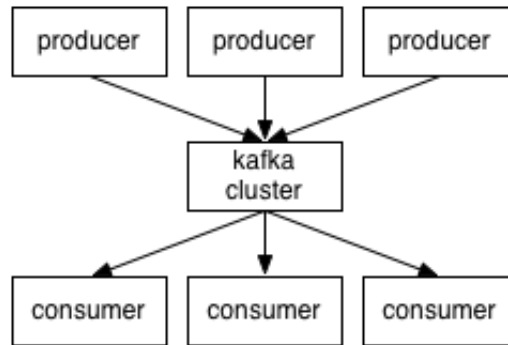 producer
producer
producer
kafka
cluster
consumer
consumer
consumer